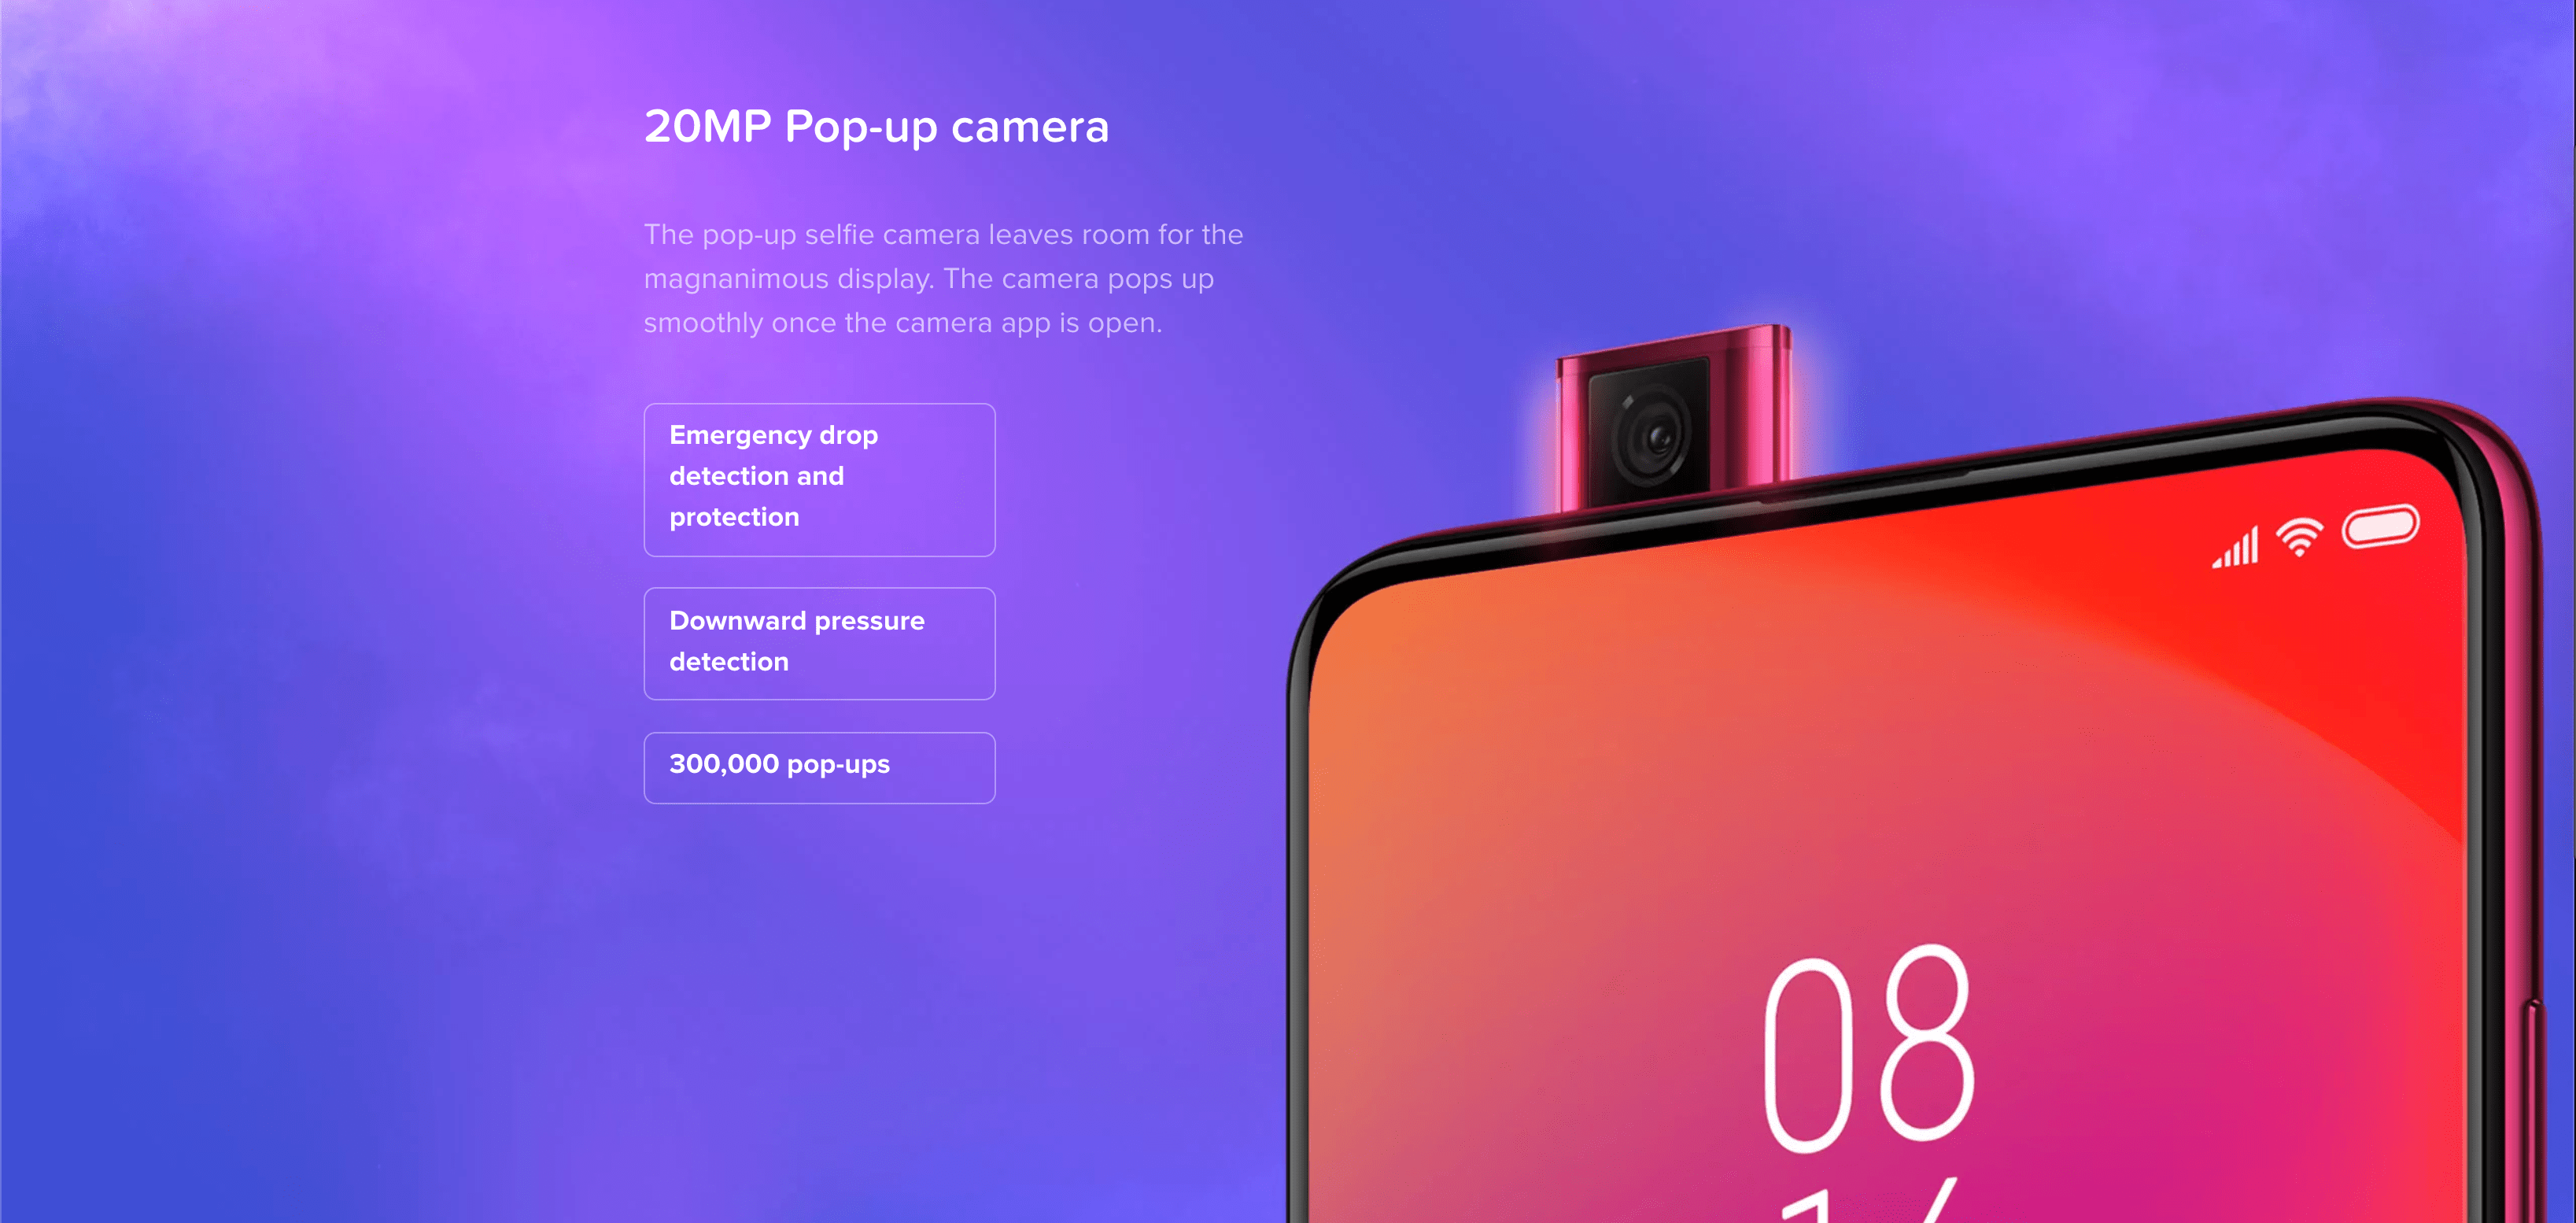 20MP Pop-up camera
The pop-up selfie camera leaves room for the
magnanimous display. The camera pops up
smoothly once the camera app is open.
Emergency drop
detection and
protection
Downward pressure
detection
300,000 pop-ups
08